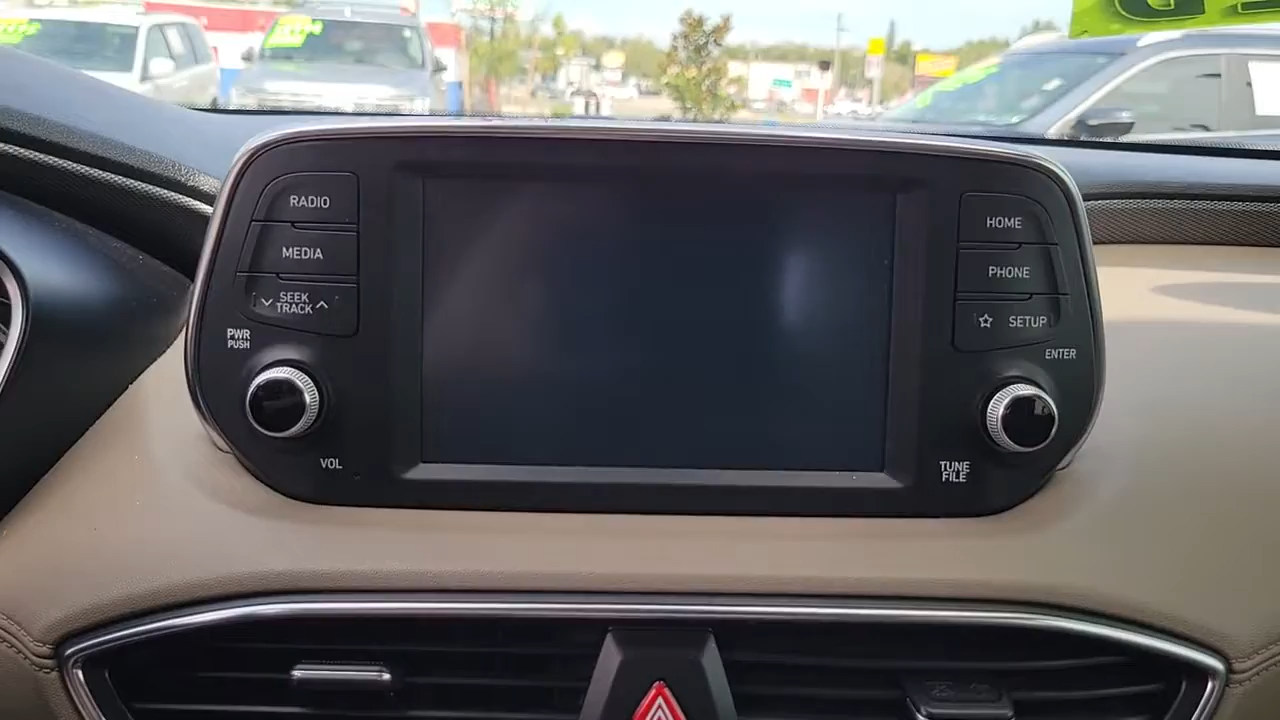 RADIO
MEDIA
SEEK
TRACK
PWR
PUSH
VOL
HOME
PHONE
SETUP
ENTER
TUNE
FILE